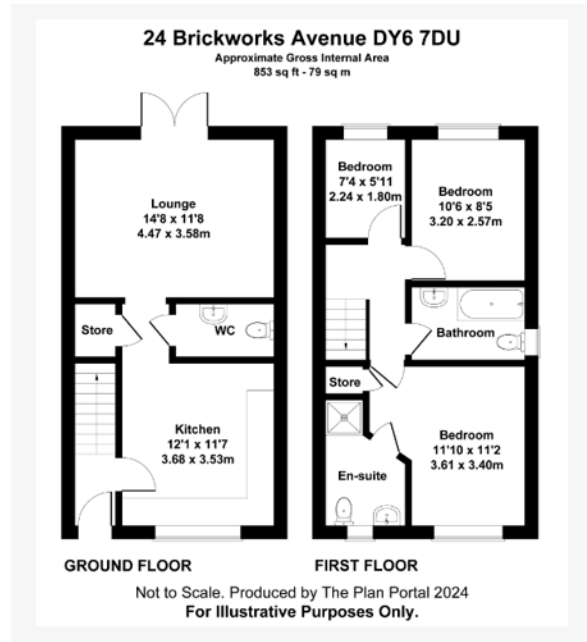 24 Brickworks Avenue DY6 7DU
Approximate Gross Internal Area
853 sq ft - 79 sq m
Lounge
14'8 x 11'8
4.47 x 3.58m
Store
WC
Kitchen
12'1 x 11'7
3.68 x 3.53m
GROUND FLOOR
Bedroom
7'4 x 5'11
2.24 x 1.80m
Bedroom
10'6 x 8'5
3.20 x 2.57m
Bathroom
Store
Bedroom
11'10 x 11'2
3.61 x 3.40m
En-suite
FIRST FLOOR
Not to Scale. Produced by The Plan Portal 2024
For Illustrative Purposes Only.